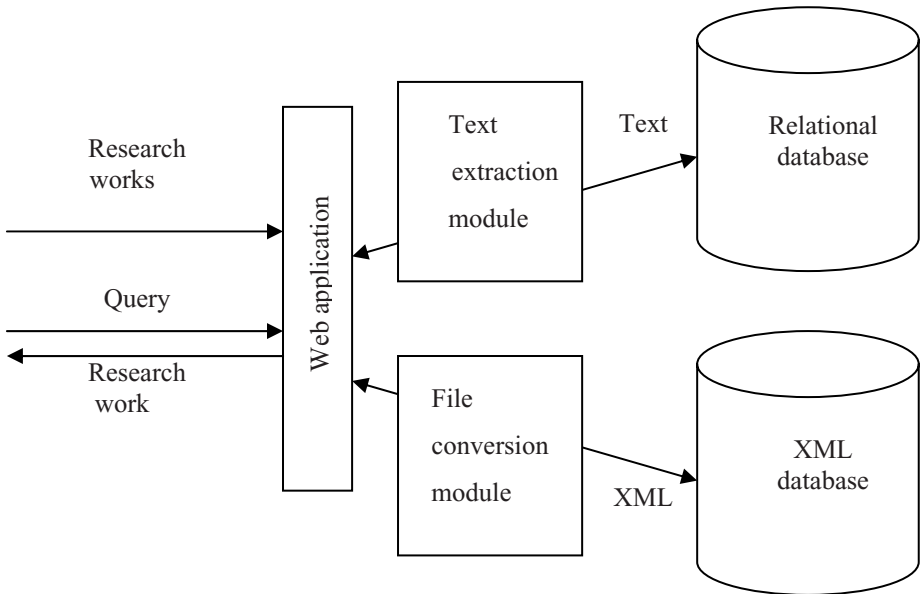 Research
works
Query
Research
work
Web application
Text
extraction
module
Text
Relational
database
File
conversion
module
XML
XML
database